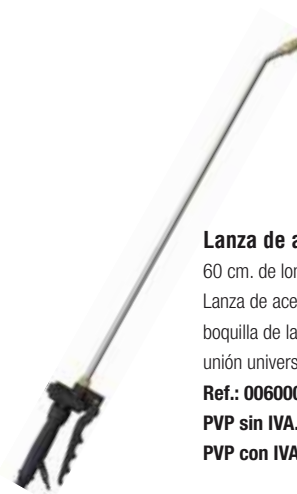 Lanza de a
60 cm. de lon
Lanza de ace
boquilla de la
unión univers
Ref.: 006000
PVP sin IVA.
PVP con IVA